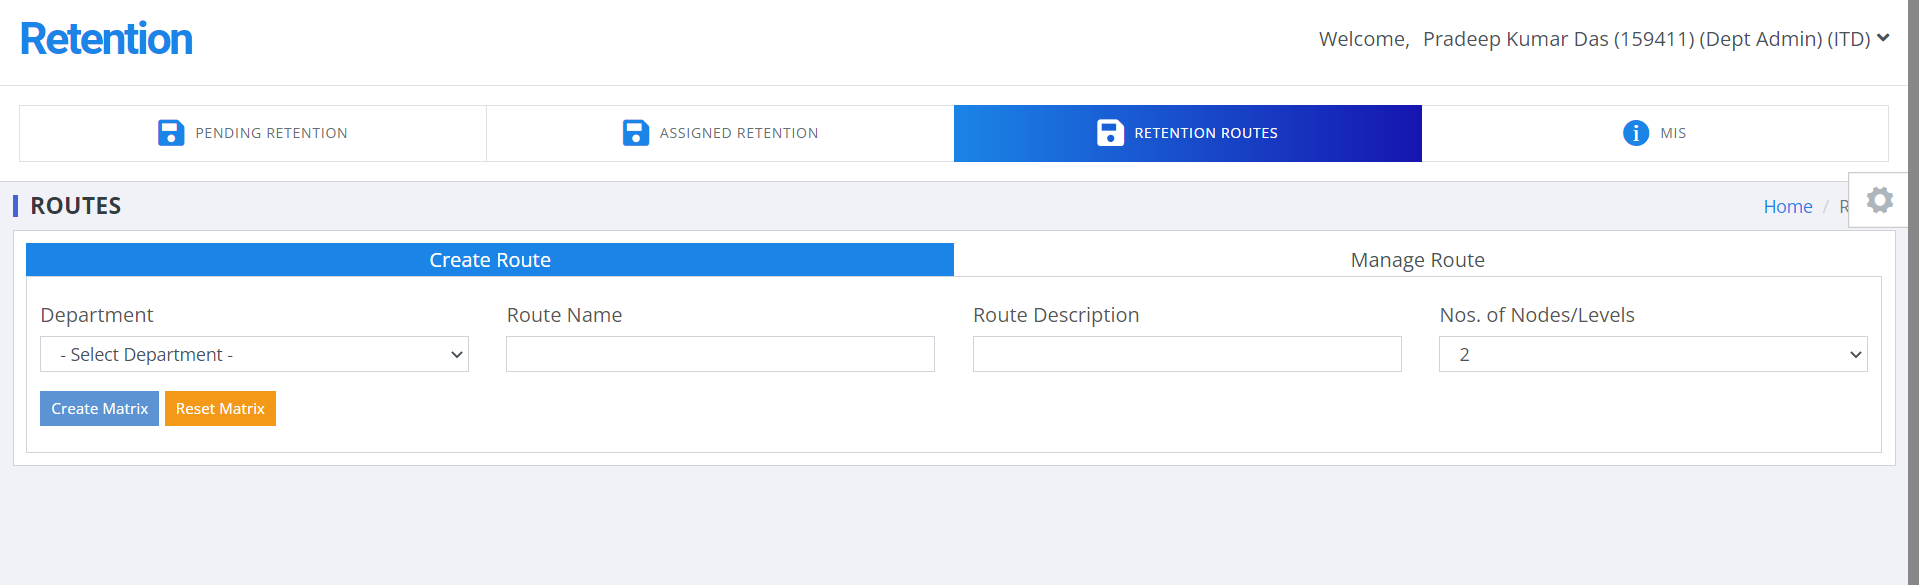 Retention
Welcome, Pradeep Kumar Das (159411) (Dept Admin) (ITD)
PENDING RETENTION
ASSIGNED RETENTION
RETENTION ROUTES
MIS
ROUTES
Home / R
Create Route
Manage Route
Department
Route Name
Route Description
Nos. of Nodes/Levels
- Select Department -
2
Create Matrix
Reset Matrix